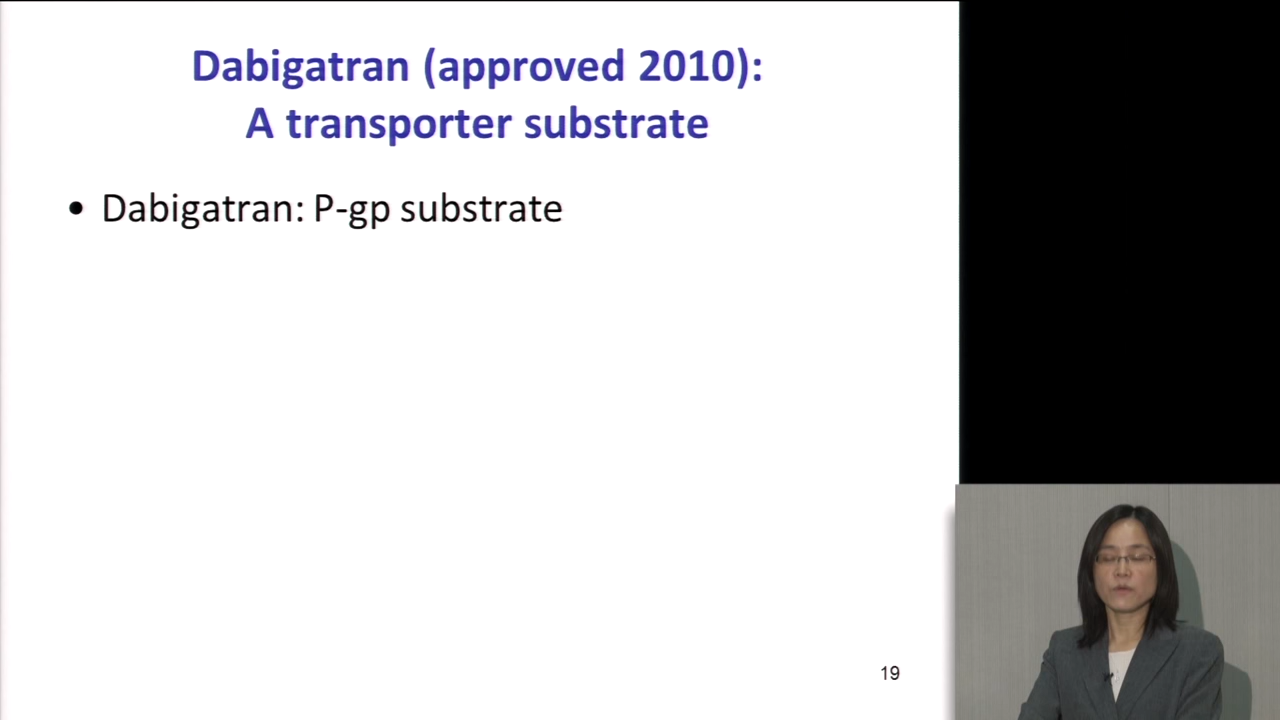 Dabigatran (approved 2010):
A transporter substrate
• Dabigatran: P-gp substrate
19